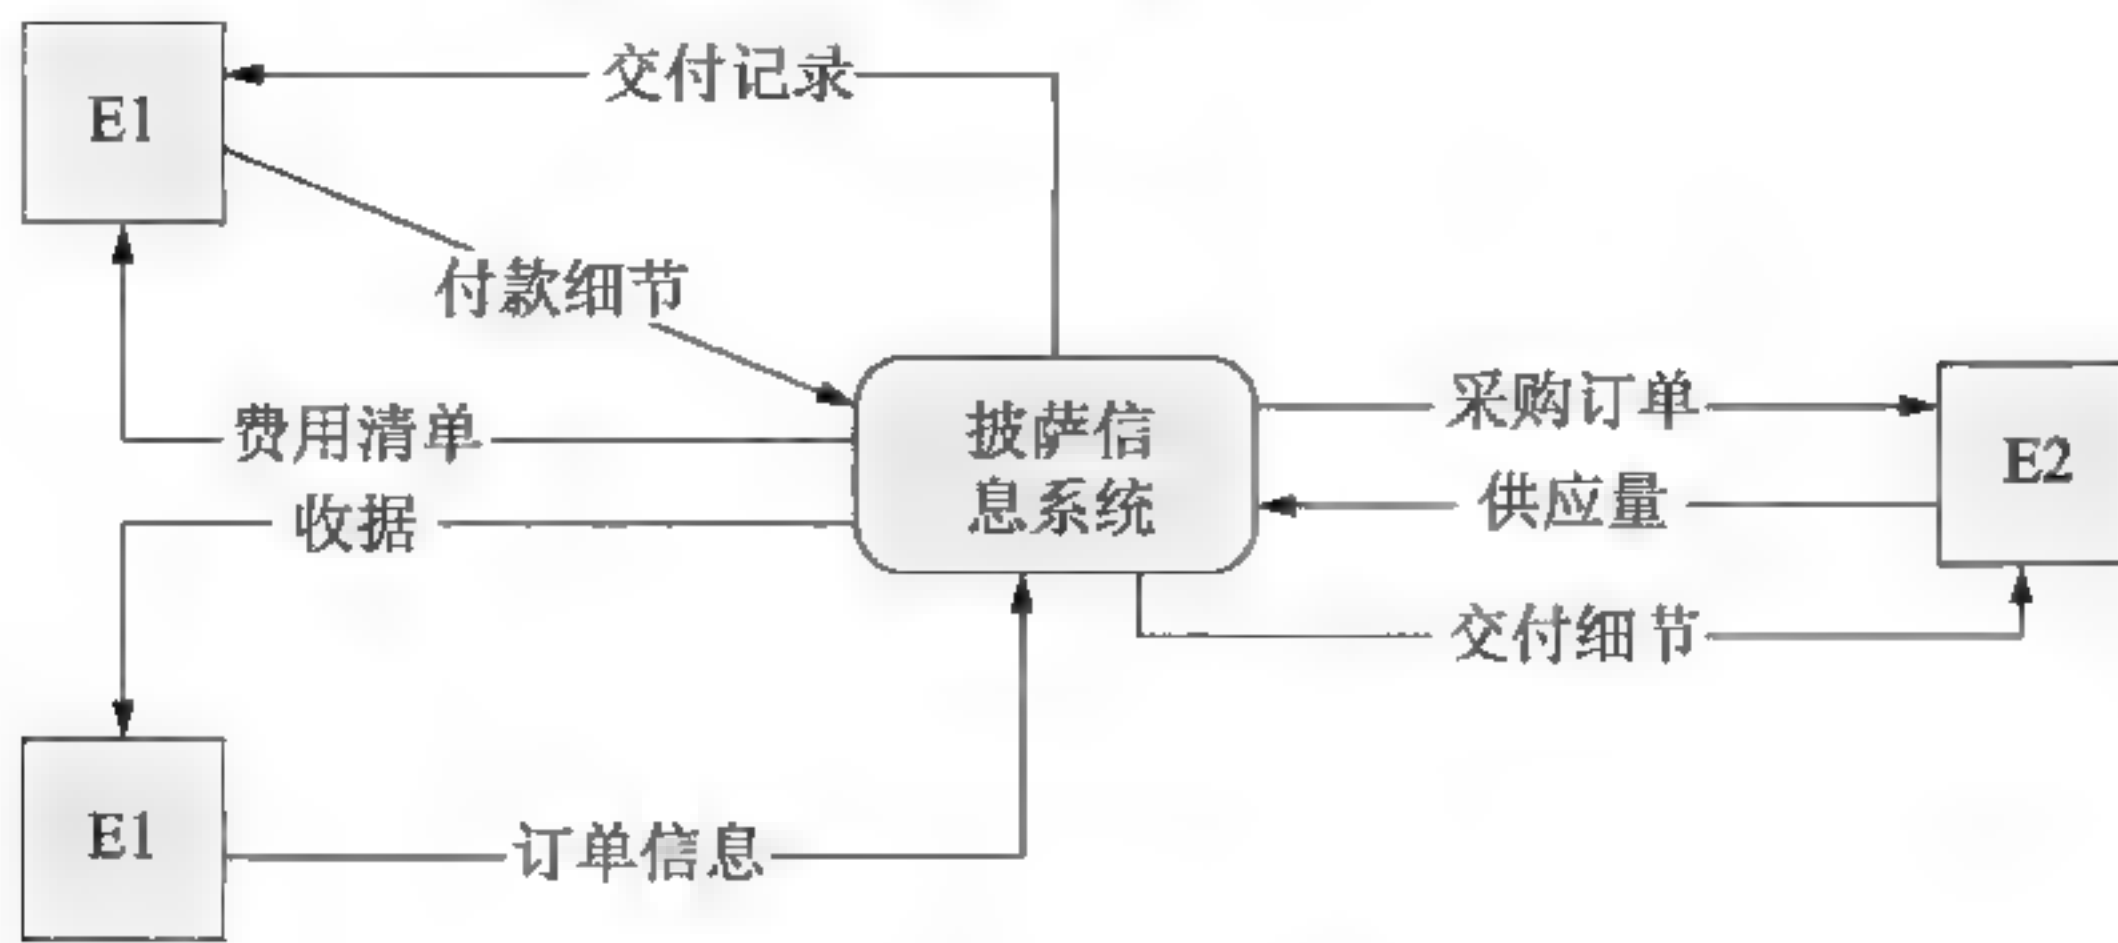 交付记录
E1
付款细节
费用清单
收据
披萨信
息系统
采购订单
供应量
交付细节
E2
E1
订单信息